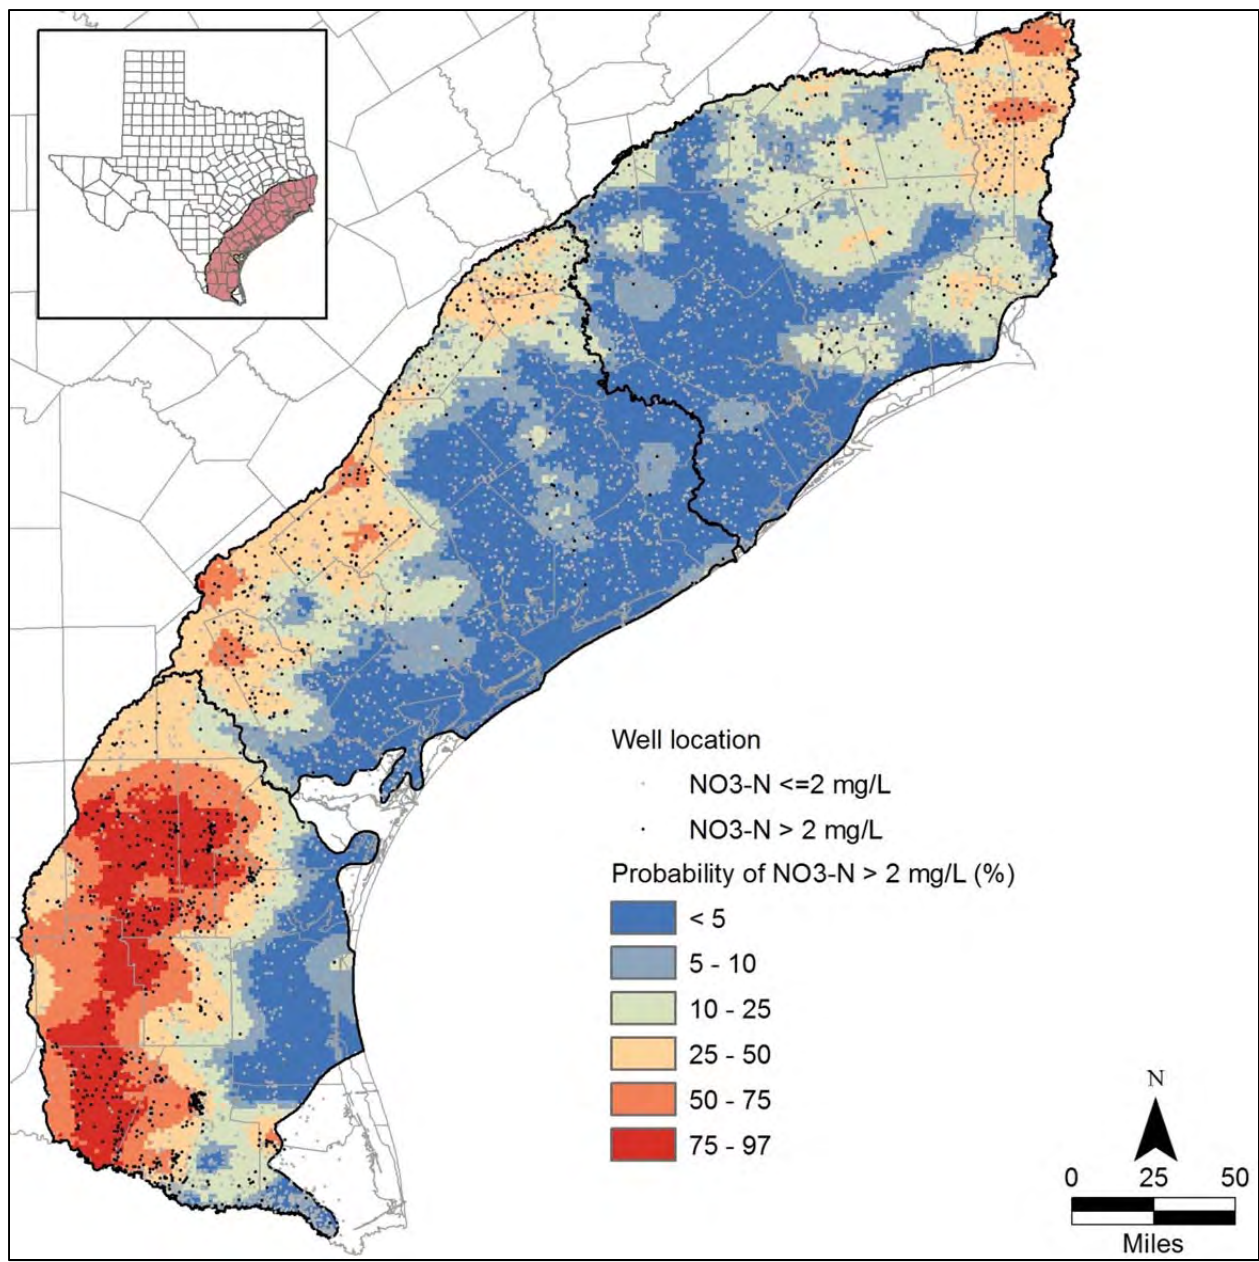 Well location
NO3-N <=2 mg/L
NO3-N > 2 mg/L
Probability of NO3-N > 2 mg/L (%)
< 5
5 - 10
10 - 25
25 - 50
50 - 75
75 - 97
N
0 25 50
Miles